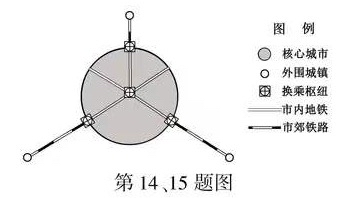 图 例
核心城市
外围城镇
换乘枢纽
市内地铁
市郊铁路
第14、15题图